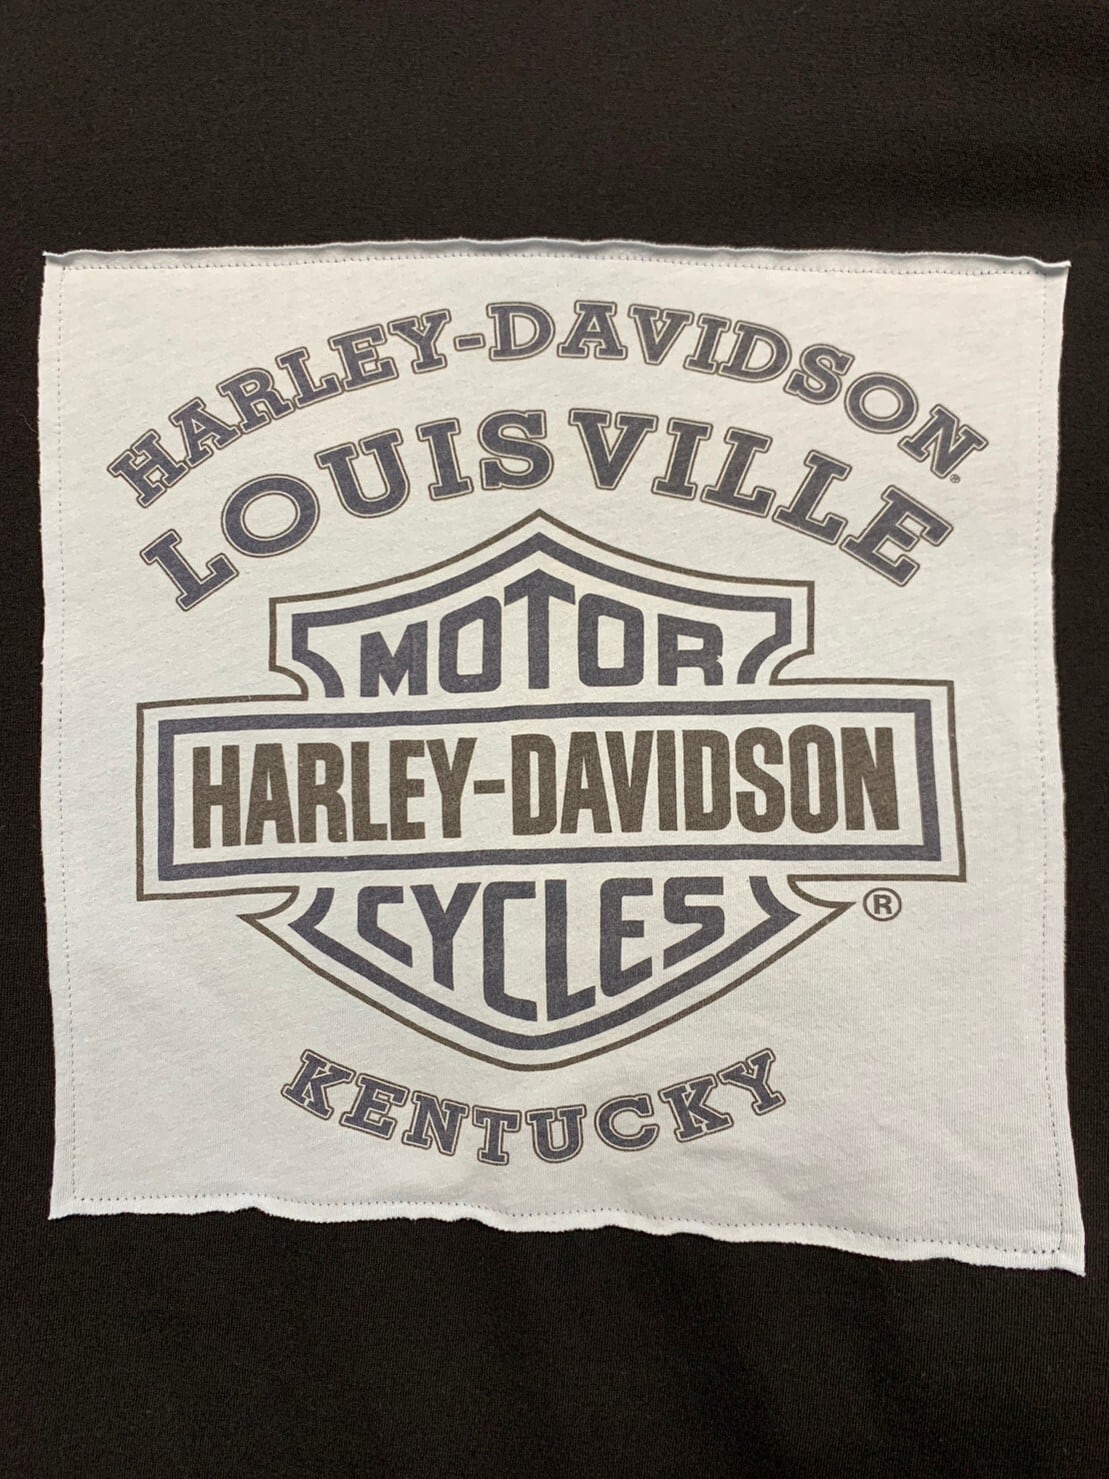 HARLEY-DAVIDSON®
LOUISVILLE
MOTOR
HARLEY-DAVIDSON
CYCLES
®
KENTUCKY